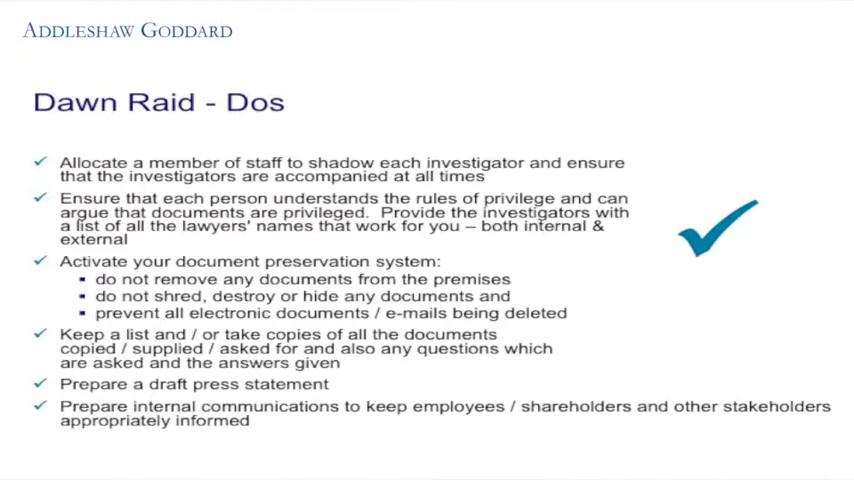 ADDLESHAW GODDARD
Dawn Raid - Dos
Allocate a member of staff to shadow each investigator and ensure
that the investigators are accompanied at all times
Ensure that each person understands the rules of privilege and can
argue that documents are privileged. Provide the investigators with
a list of all the lawyers' names that work for you – both internal &
external
Activate your document preservation system:
do not remove any documents from the premises
do not shred, destroy or hide any documents and
prevent all electronic documents / e-mails being deleted
Keep a list and / or take copies of all the documents
copied / supplied / asked for and also any questions which
are asked and the answers given
Prepare a draft press statement
Prepare internal communications to keep employees / shareholders and other stakeholders
appropriately informed